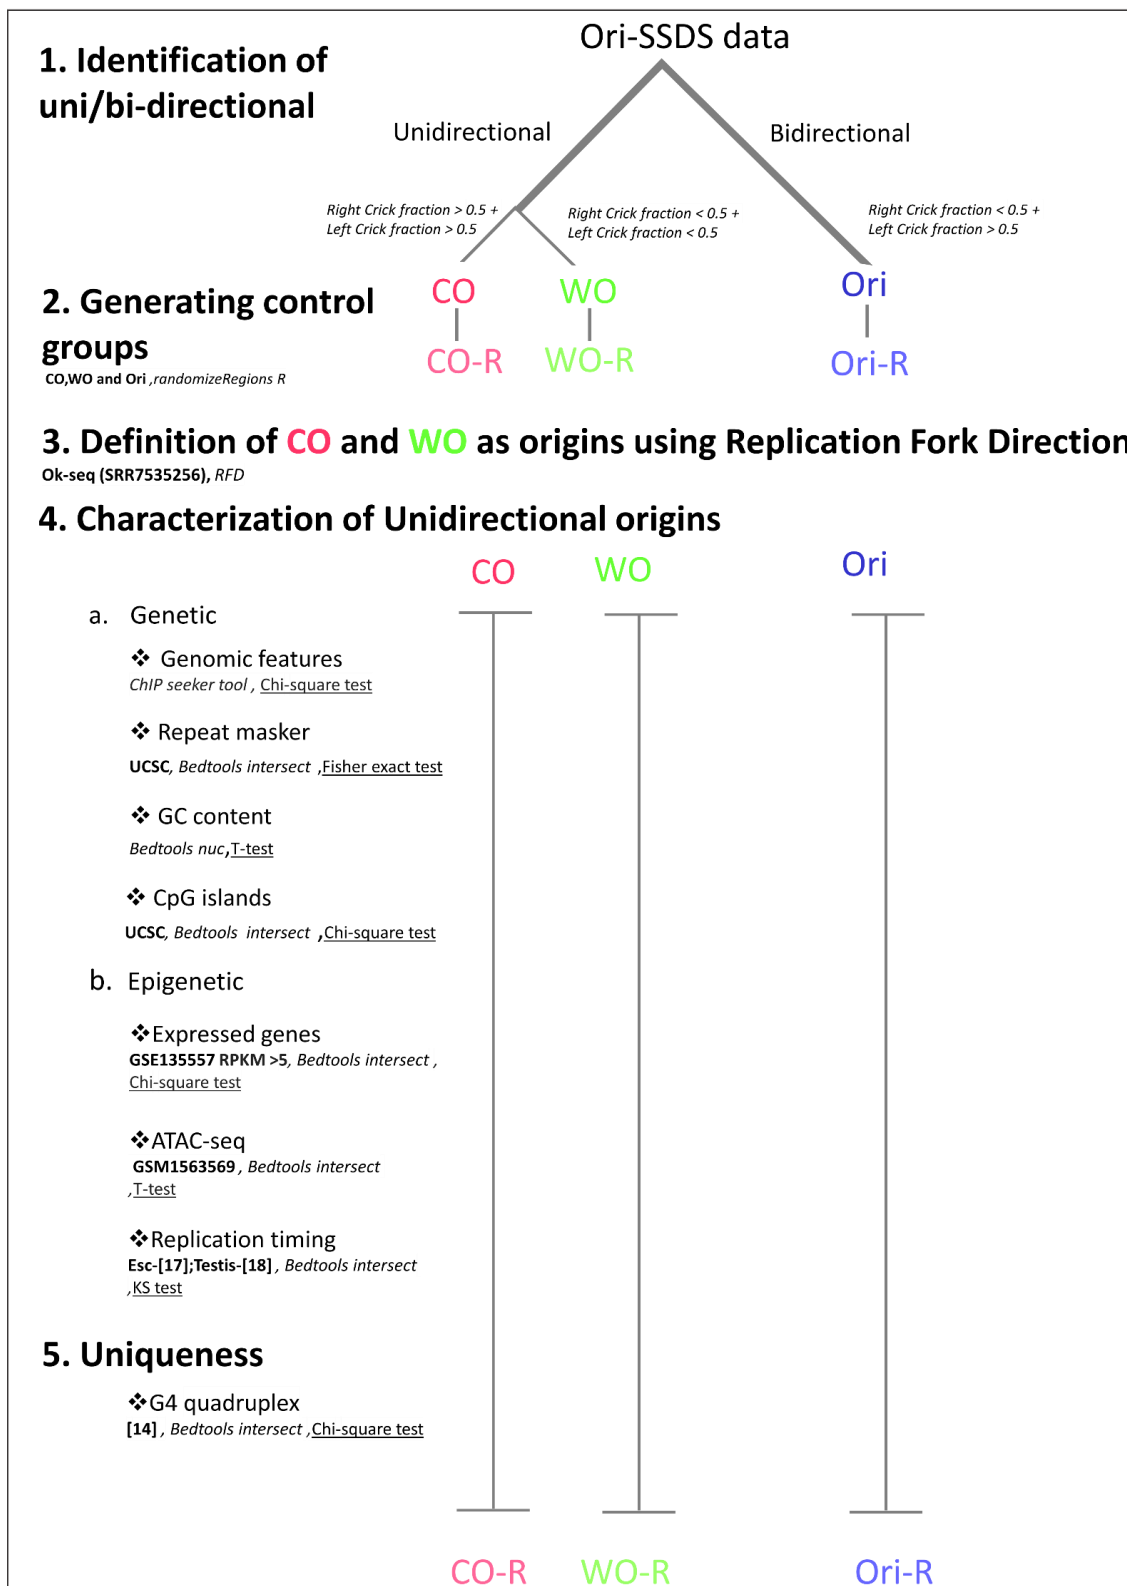 Ori-SSDS data
1. Identification of
uni/bi-directional
Unidirectional
Bidirectional
Right Crick fraction > 0.5 +
Left Crick fraction > 0.5
Right Crick fraction < 0.5 +
Left Crick fraction < 0.5
Right Crick fraction < 0.5 +
Left Crick fraction > 0.5
CO
WO
Ori
2. Generating control
groups
CO-R
WO-R
Ori-R
CO,WO and Ori ,randomizeRegions R
3. Definition of CO and WO as origins using Replication Fork Direction
Ok-seq (SRR7535256), RFD
4. Characterization of Unidirectional origins
CO
WO
Ori
a. Genetic
❖ Genomic features
ChIP seeker tool , Chi-square test
❖ Repeat masker
UCSC, Bedtools intersect ,Fisher exact test
❖ GC content
Bedtools nuc,T-test
❖ CpG islands
UCSC, Bedtools intersect ,Chi-square test
b. Epigenetic
❖Expressed genes
GSE135557 RPKM >5, Bedtools intersect ,
Chi-square test
❖ATAC-seq
GSM1563569 , Bedtools intersect
,T-test
❖Replication timing
Esc-[17];Testis-[18] , Bedtools intersect
,KS test
5. Uniqueness
❖G4 quadruplex
[14] , Bedtools intersect ,Chi-square test
CO-R
WO-R
Ori-R